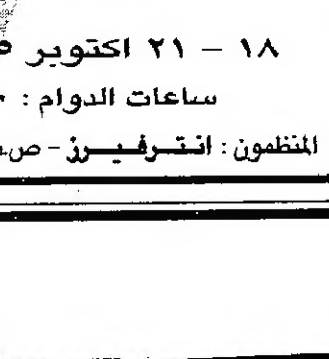 ١٨ – ٢١ اكتوبر
ساعات الدوام :
المنظمون : انترفيرز - ص.